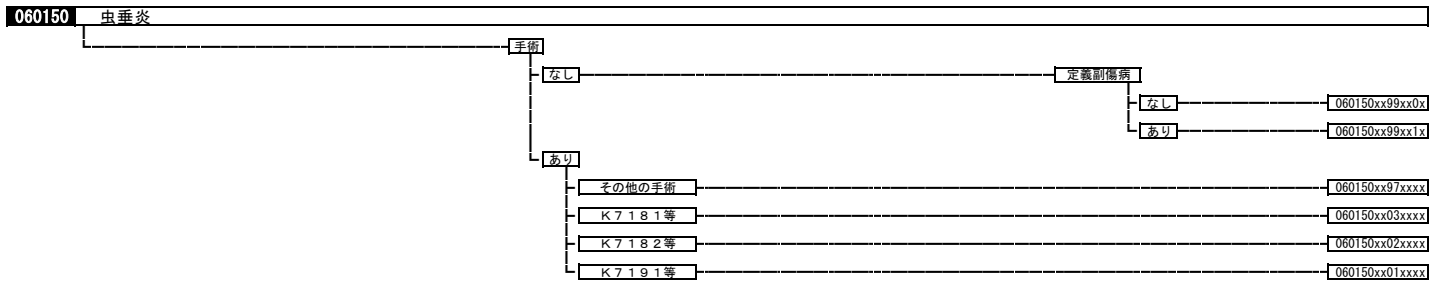 060150 虫垂炎
手術
なし 定義副傷病
なし 060150xx99xx0x
あり 060150xx99xx1x
あり
その他の手術 060150xx97xxxx
K7181等 060150xx03xxxx
K7182等 060150xx02xxxx
K7191等 060150xx01xxxx